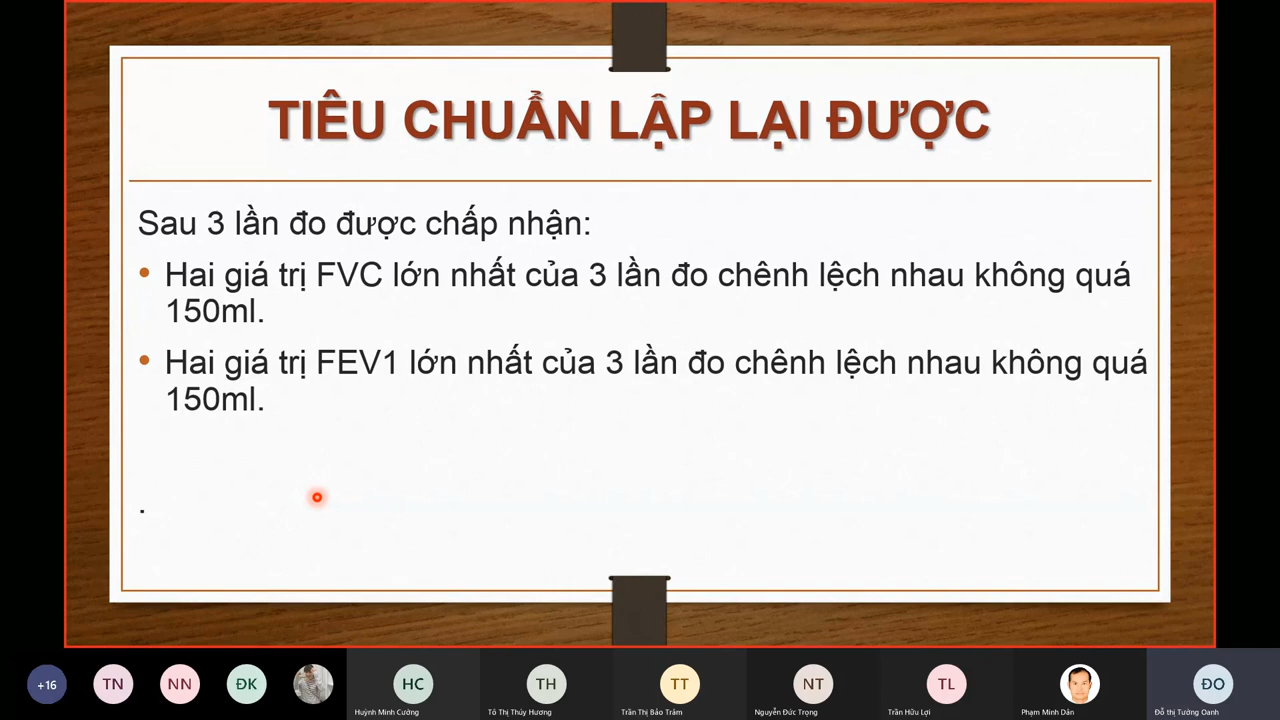 TIÊU CHUẨN LẬP LẠI ĐƯỢC
Sau 3 lần đo được chấp nhận:
• Hai giá trị FVC lớn nhất của 3 lần đo chênh lệch nhau không quá
150ml.
• Hai giá trị FEV1 lớn nhất của 3 lần đo chênh lệch nhau không quá
150ml.
.
+16 TN NN ĐK HC TH TT NT TL ĐO
Huỳnh Minh Cường Tô Thị Thúy Hương Trần Thị Bảo Trâm Nguyễn Đức Trọng Trần Hữu Lợi Phạm Minh Dân Đỗ thị Tường Oanh